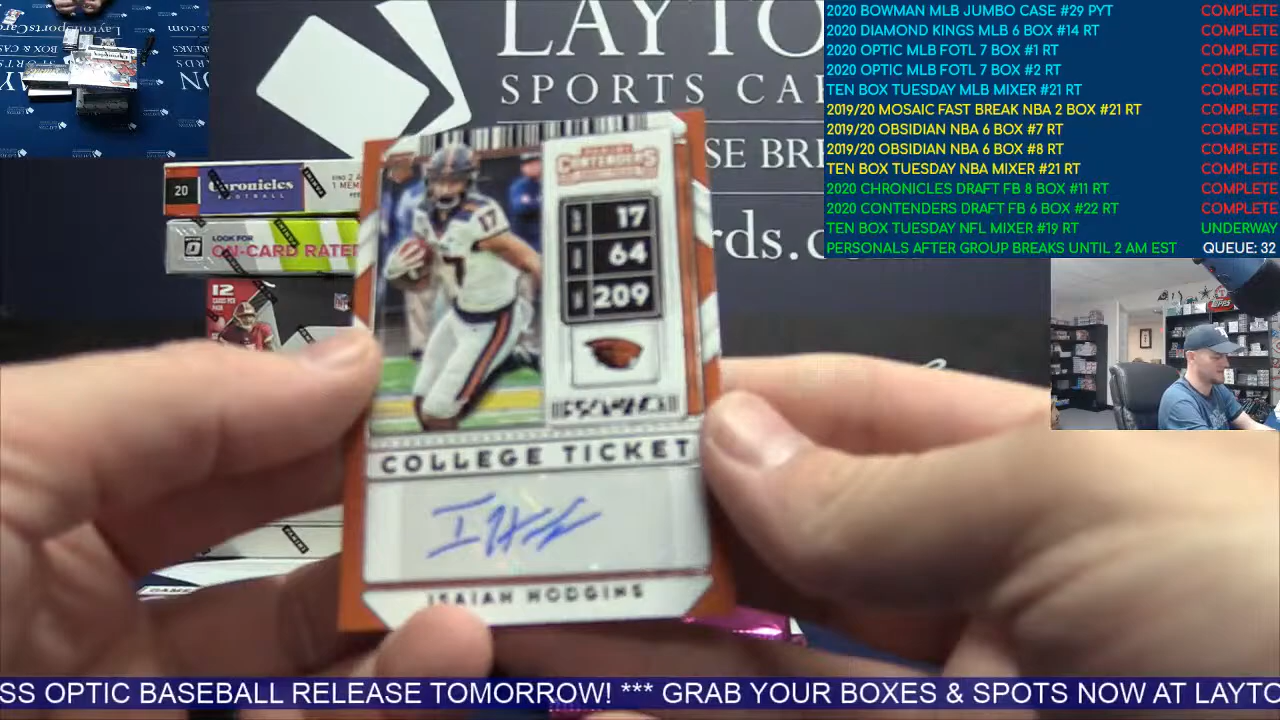 2020 BOWMAN MLB JUMBO CASE #29 PYT COMPLETE
2020 DIAMOND KINGS MLB 6 BOX #14 RT COMPLETE
2020 OPTIC MLB FOTL 7 BOX #1 RT COMPLETE
2020 OPTIC MLB FOTL 7 BOX #2 RT COMPLETE
TEN BOX TUESDAY MLB MIXER #21 RT COMPLETE
2019/20 MOSAIC FAST BREAK NBA 2 BOX #21 RT COMPLETE
2019/20 OBSIDIAN NBA 6 BOX #7 RT COMPLETE
2019/20 OBSIDIAN NBA 6 BOX #8 RT COMPLETE
TEN BOX TUESDAY NBA MIXER #21 RT COMPLETE
2020 CHRONICLES DRAFT FB 8 BOX #11 RT COMPLETE
2020 CONTENDERS DRAFT FB 6 BOX #22 RT COMPLETE
TEN BOX TUESDAY NFL MIXER #19 RT UNDERWAY
PERSONALS AFTER GROUP BREAKS UNTIL 2 AM EST QUEUE: 32
LAYTO
SPORTS CA
SE BRE
rds.c
20 Chronicles
FOOTBALL
LOOK FOR
ON-CARD RATE
12
CARDS PER
PACK
CONTENDERS
17
64
209
COLLEGE TICKET
ISAIAH HODGINS
SS OPTIC BASEBALL RELEASE TOMORROW! *** GRAB YOUR BOXES & SPOTS NOW AT LAYTO